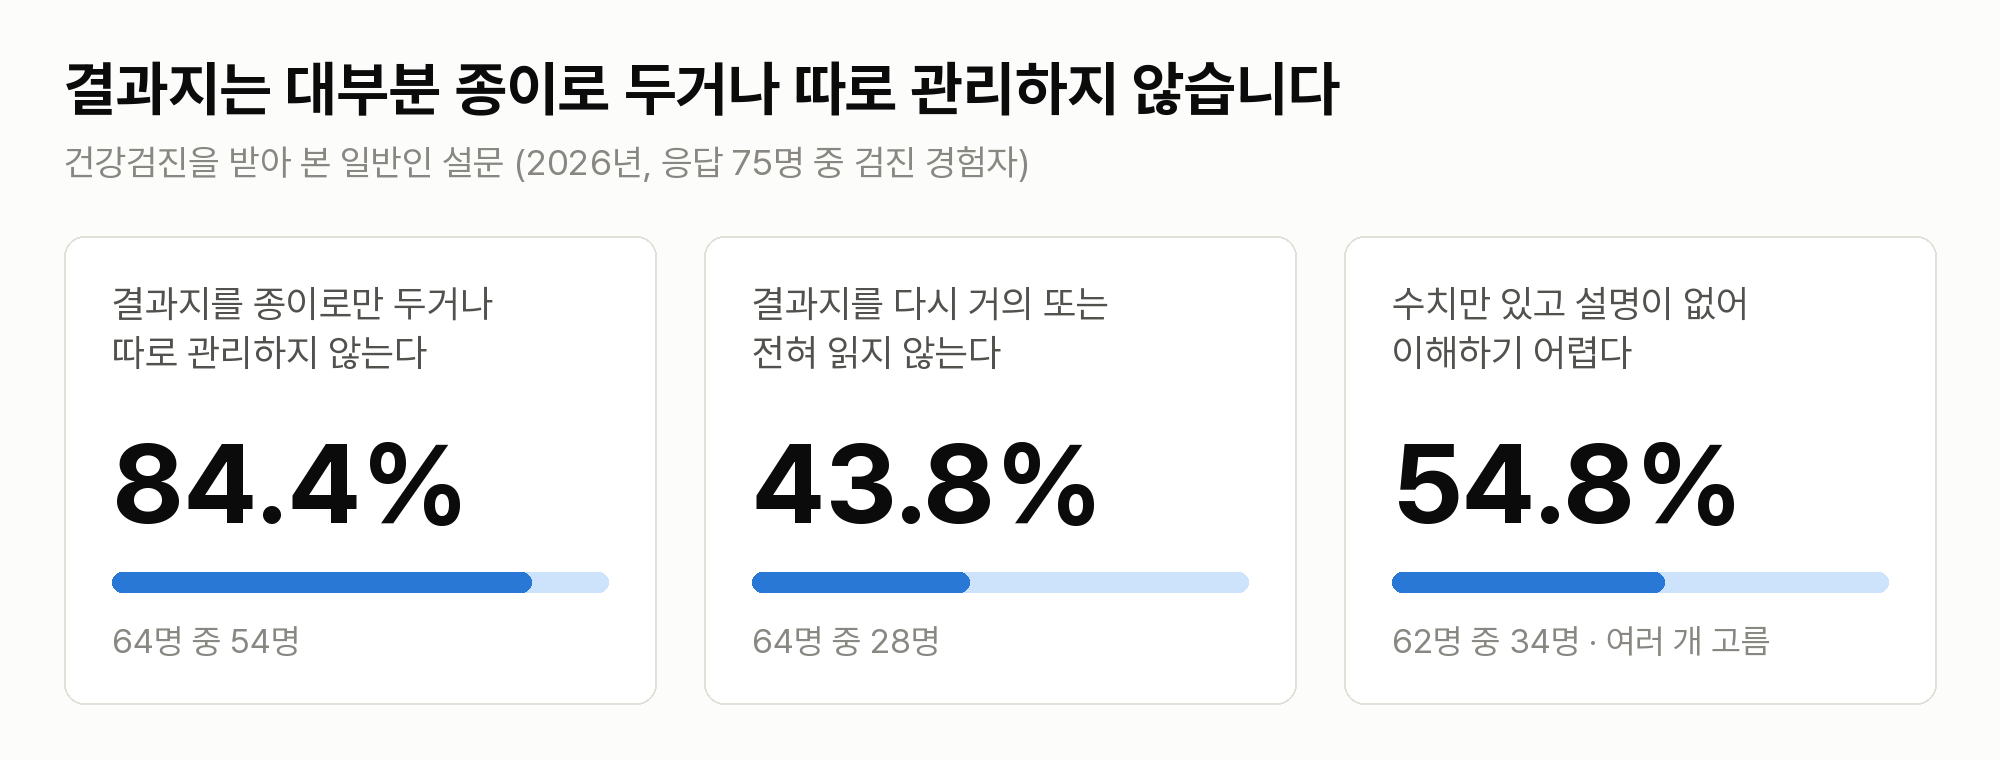 결과지는 대부분 종이로 두거나 따로 관리하지 않습니다
건강검진을 받아 본 일반인 설문 (2026년, 응답 75명 중 검진 경험자)
결과지를 종이로만 두거나
따로 관리하지 않는다
84.4%
64명 중 54명
결과지를 다시 거의 또는
전혀 읽지 않는다
43.8%
64명 중 28명
수치만 있고 설명이 없어
이해하기 어렵다
54.8%
62명 중 34명 · 여러 개 고름